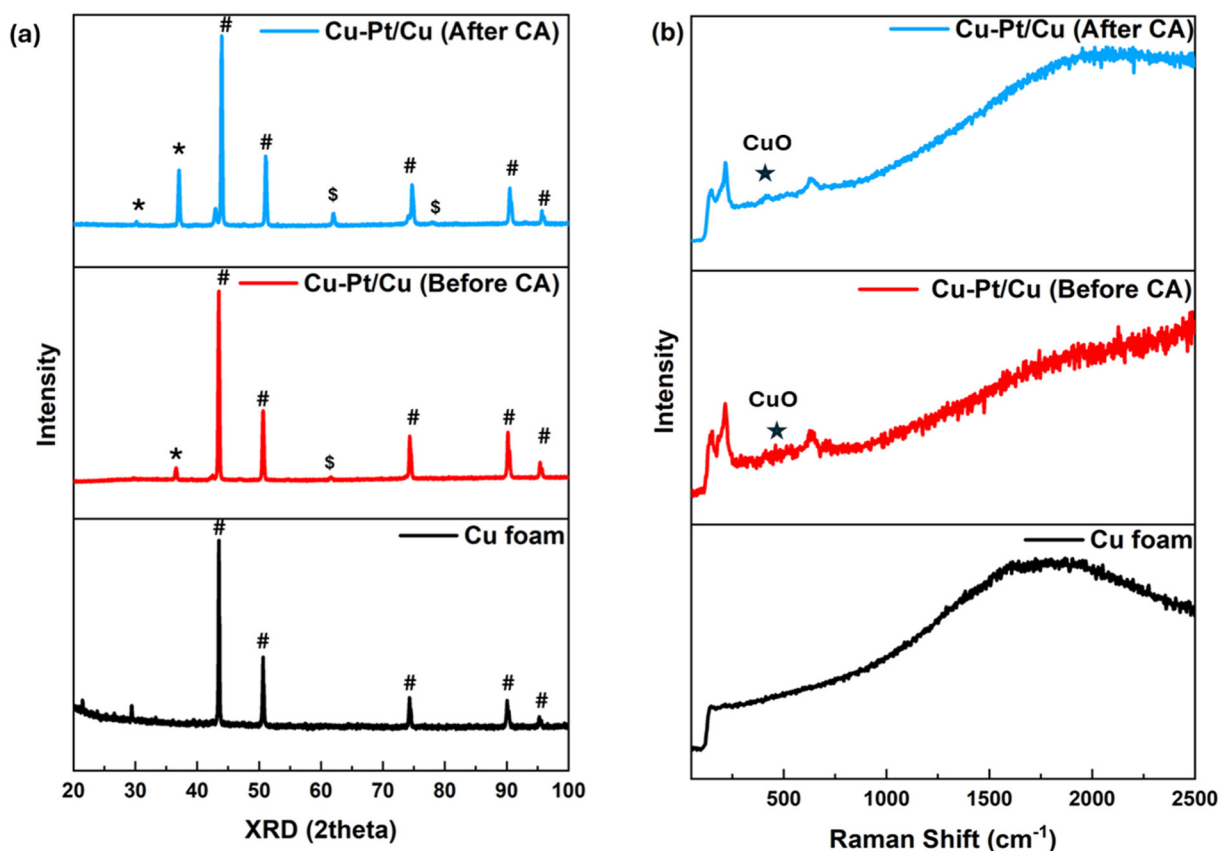 (a)
Cu-Pt/Cu (After CA)
#
*
*
#
$
#
$
#
#
Cu-Pt/Cu (Before CA)
#
*
#
$
#
#
#
Cu foam
#
#
#
#
#
Intensity
20 30 40 50 60 70 80 90 100
XRD (2theta)
(b)
Cu-Pt/Cu (After CA)
CuO
★
Cu-Pt/Cu (Before CA)
CuO
★
Cu foam
Intensity
500 1000 1500 2000 2500
Raman Shift (cm⁻¹)